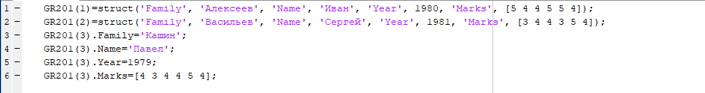 1 – GR201(1)=struct('Family', 'Алексеев', 'Name', 'Иван', 'Year', 1980, 'Marks', [5 4 4 5 5 4]);
2 – GR201(2)=struct('Family', 'Васильев', 'Name', 'Сергей', 'Year', 1981, 'Marks', [3 4 4 3 5 4]);
3 – GR201(3).Family='Кашин';
4 – GR201(3).Name='Павел';
5 – GR201(3).Year=1979;
6 – GR201(3).Marks=[4 3 4 4 5 4];